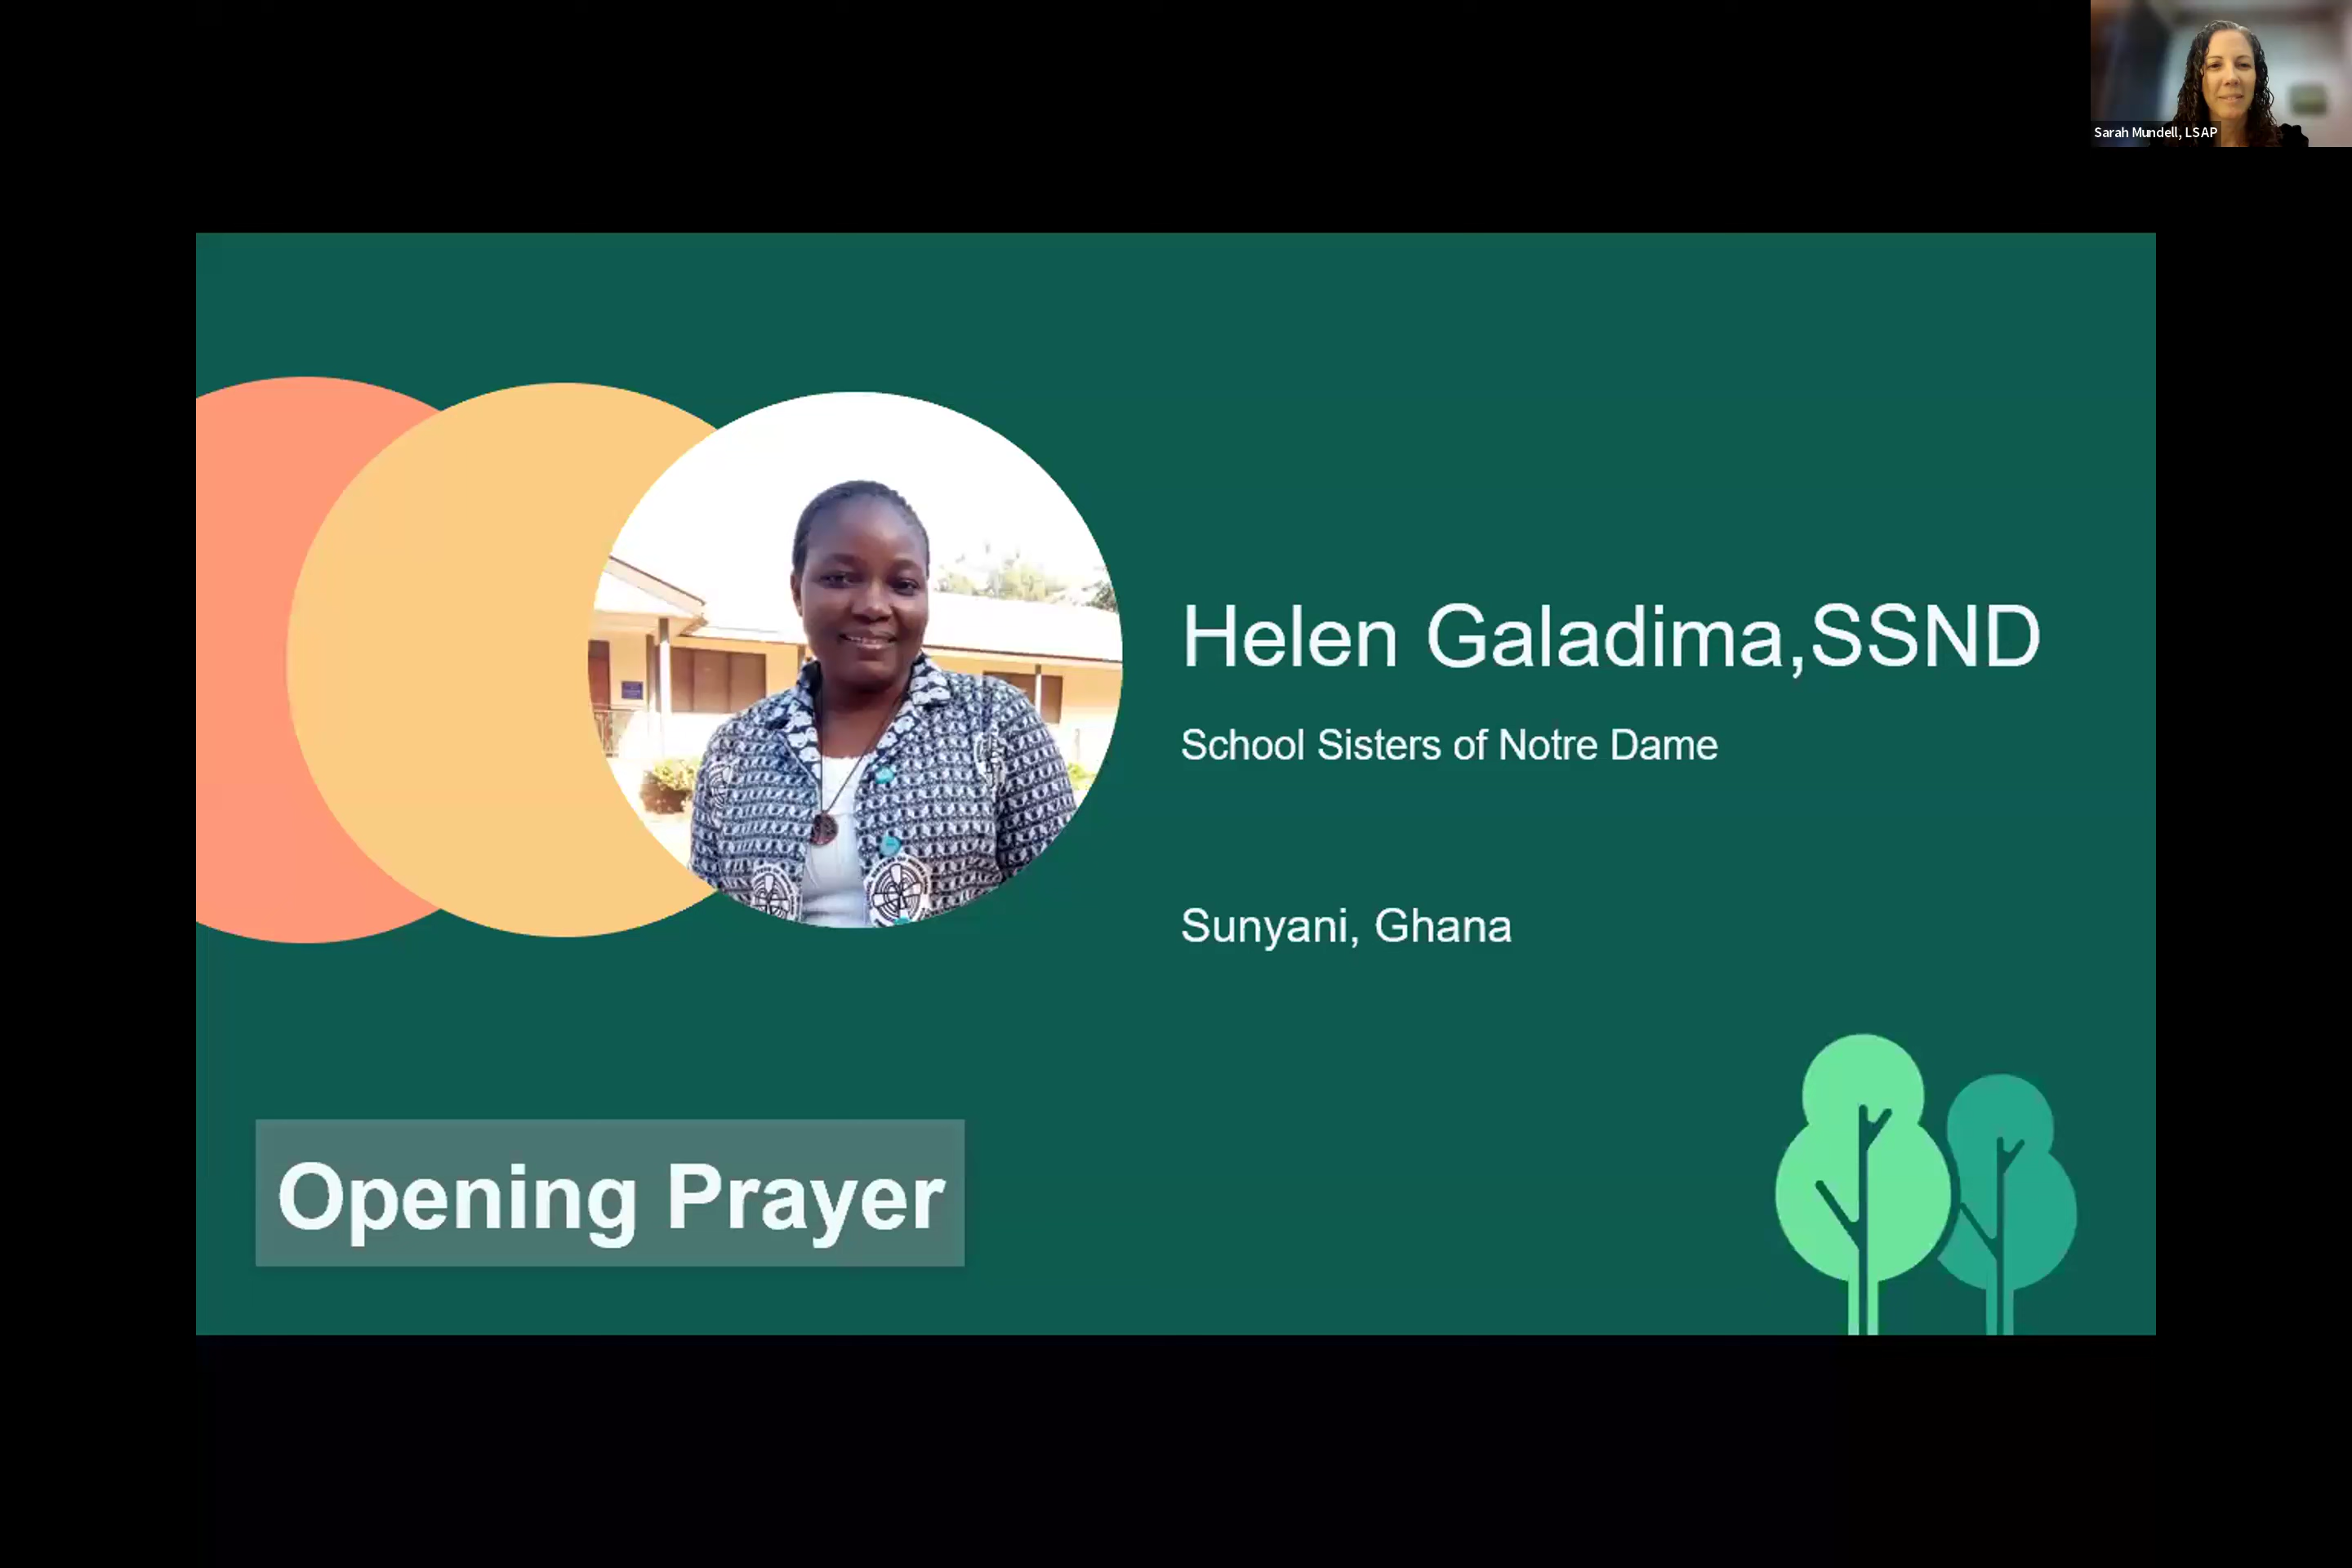 Sarah Mundell, LSAP
Helen Galadima,SSND
School Sisters of Notre Dame
Sunyani, Ghana
Opening Prayer